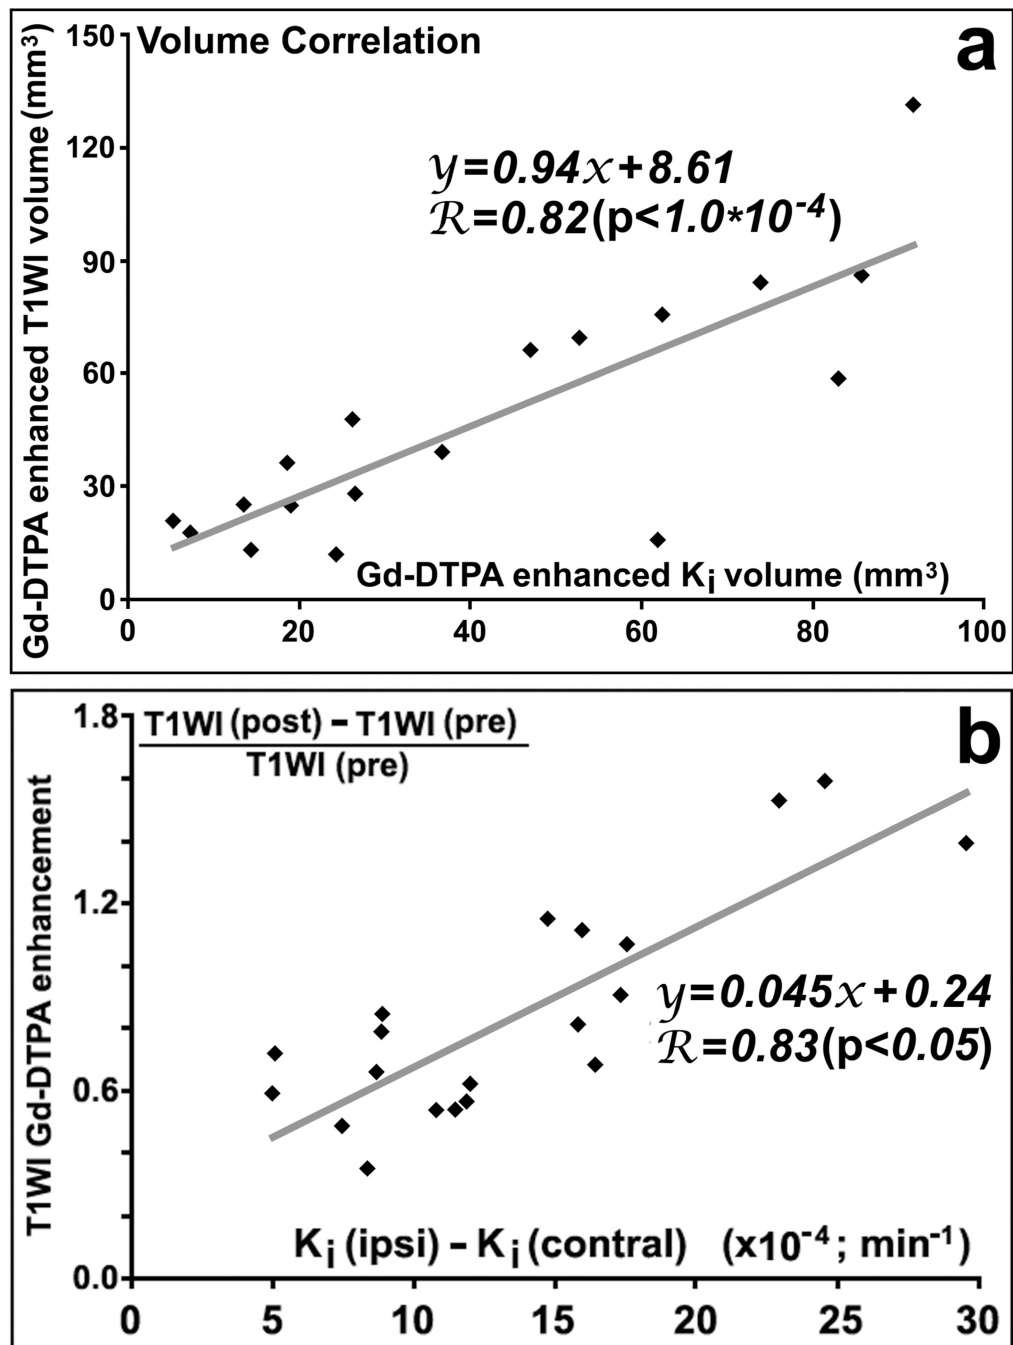 Volume Correlation
a
Gd-DTPA enhanced T1WI volume (mm³)
150
120
90
60
30
0
y=0.94x+8.61
R=0.82(p<1.0*10⁻⁴)
Gd-DTPA enhanced Kᵢ volume (mm³)
0 20 40 60 80 100
b
T1WI Gd-DTPA enhancement
1.8
1.2
0.6
0.0
T1WI (post) – T1WI (pre)
T1WI (pre)
y=0.045x+0.24
R=0.83(p<0.05)
Kᵢ (ipsi) – Kᵢ (contral) (x10⁻⁴; min⁻¹)
0 5 10 15 20 25 30